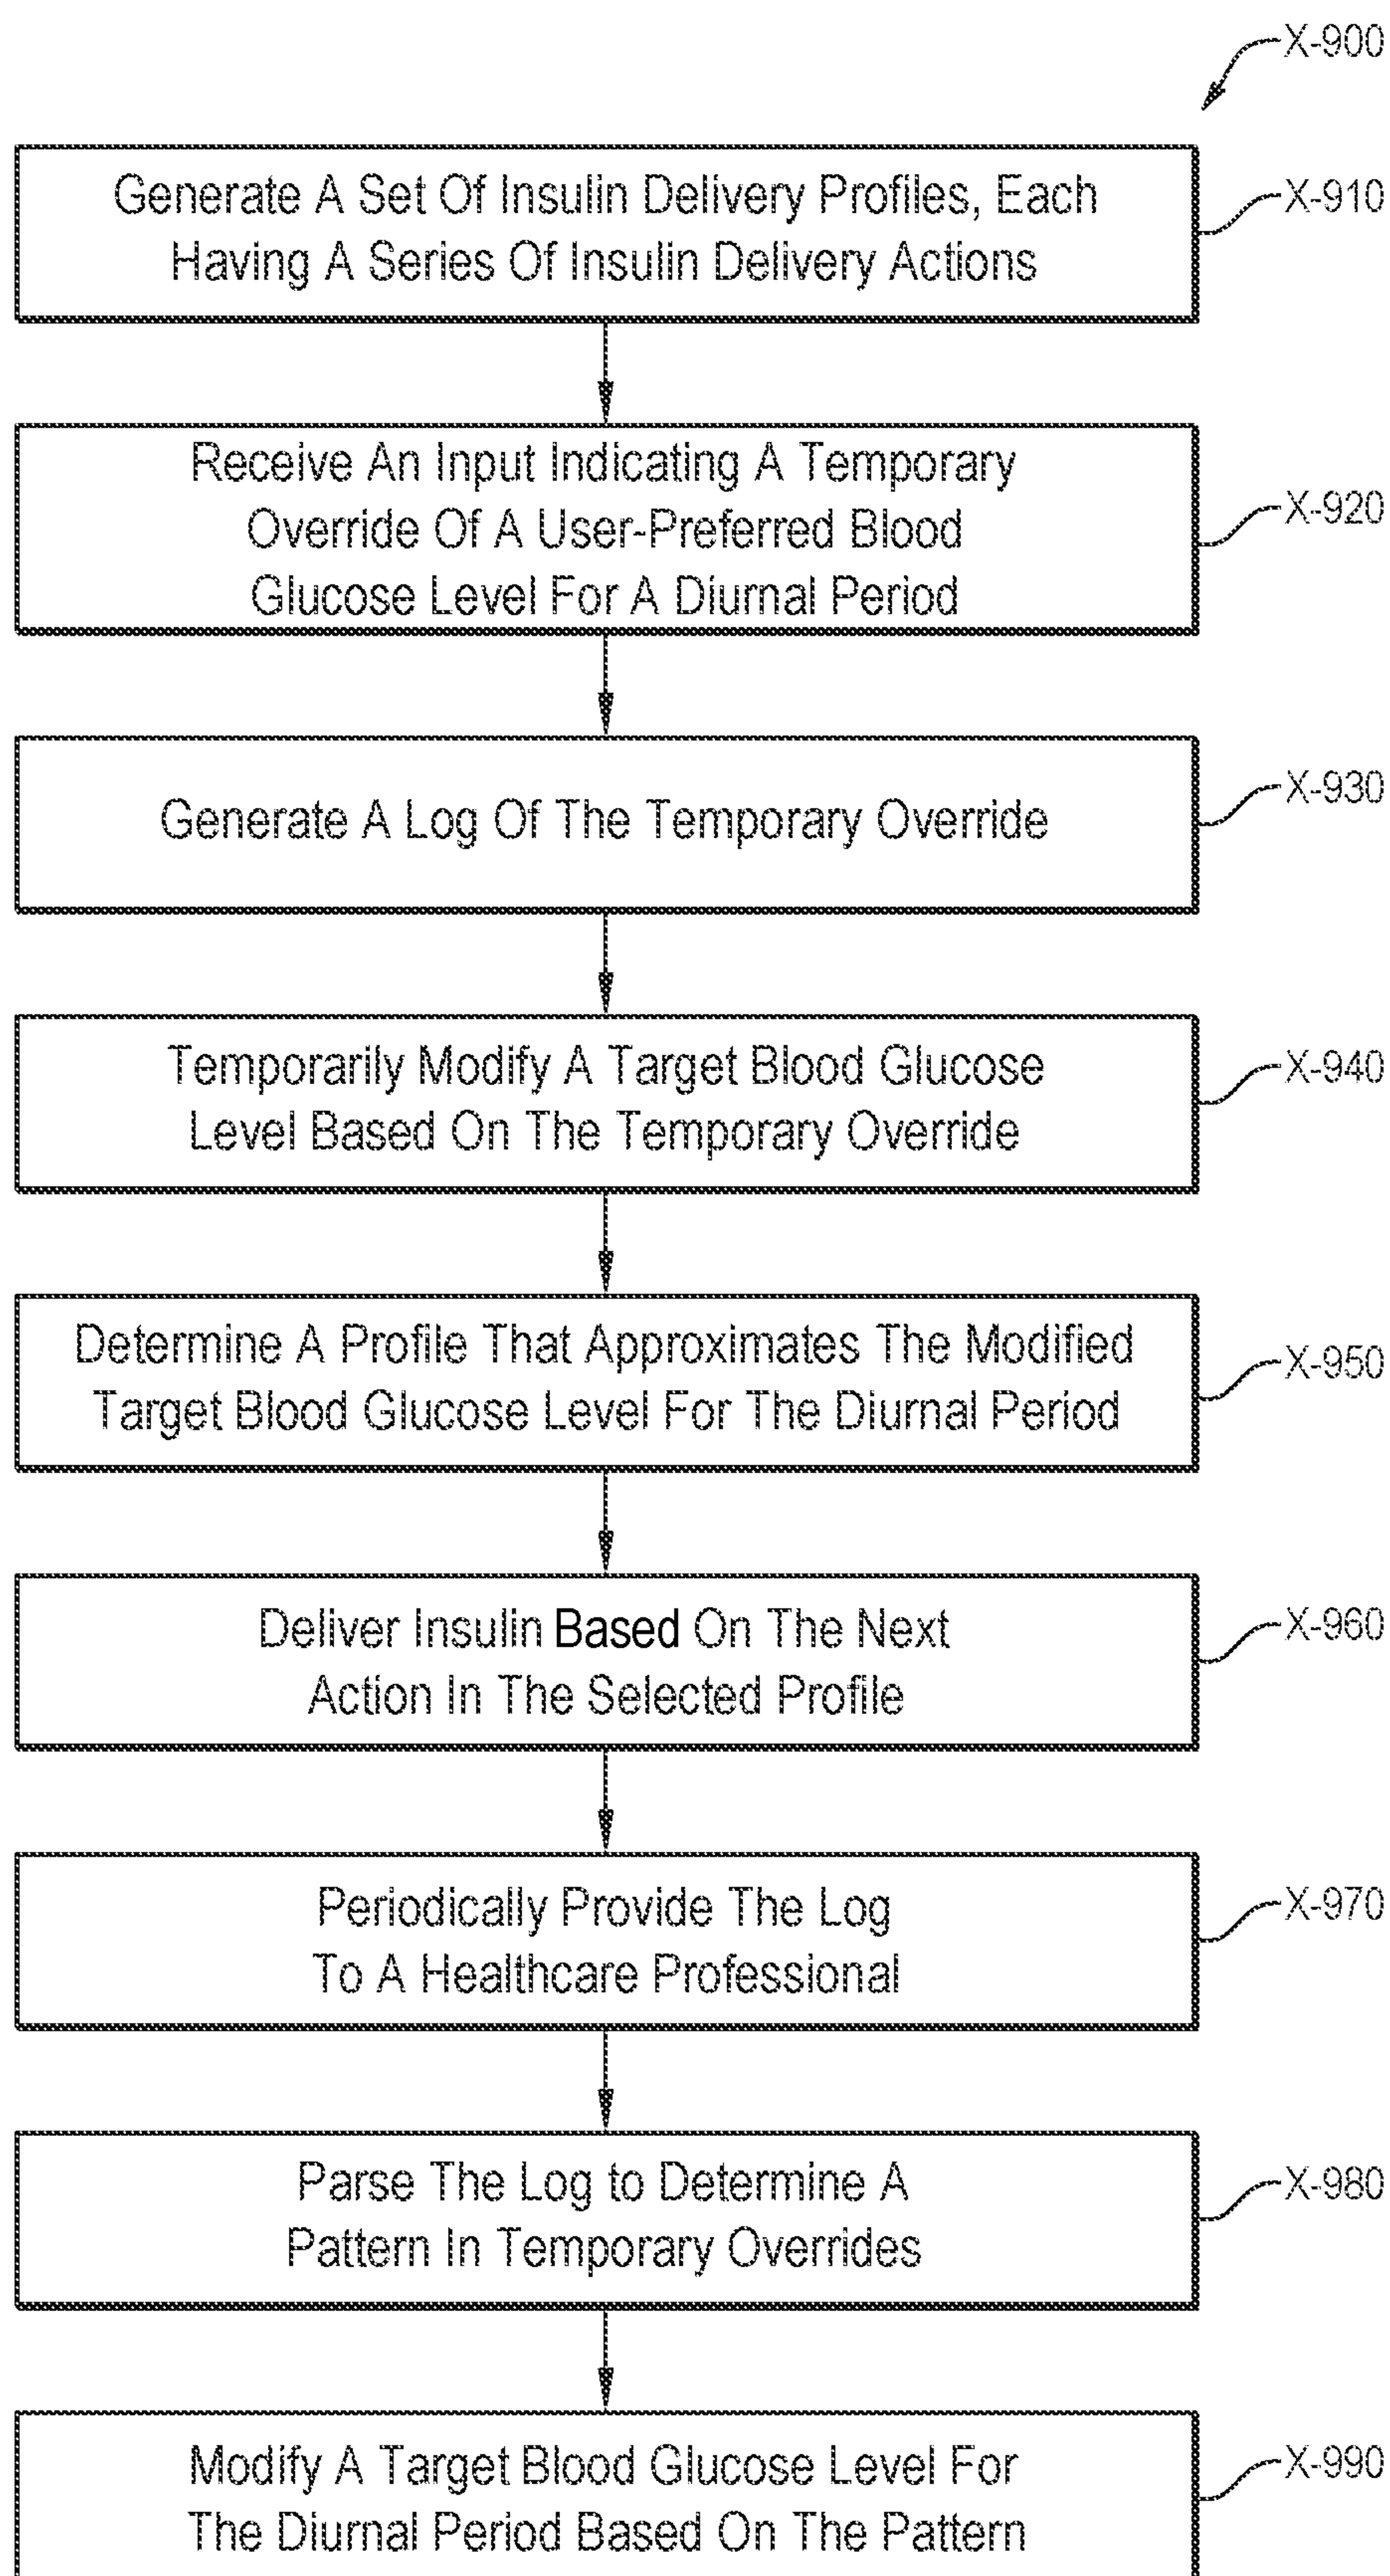 X-900
Generate A Set Of Insulin Delivery Profiles, Each
Having A Series Of Insulin Delivery Actions
X-910
Receive An Input Indicating A Temporary
Override Of A User-Preferred Blood
Glucose Level For A Diurnal Period
X-920
Generate A Log Of The Temporary Override
X-930
Temporarily Modify A Target Blood Glucose
Level Based On The Temporary Override
X-940
Determine A Profile That Approximates The Modified
Target Blood Glucose Level For The Diurnal Period
X-950
Deliver Insulin Based On The Next
Action In The Selected Profile
X-960
Periodically Provide The Log
To A Healthcare Professional
X-970
Parse The Log to Determine A
Pattern In Temporary Overrides
X-980
Modify A Target Blood Glucose Level For
The Diurnal Period Based On The Pattern
X-990